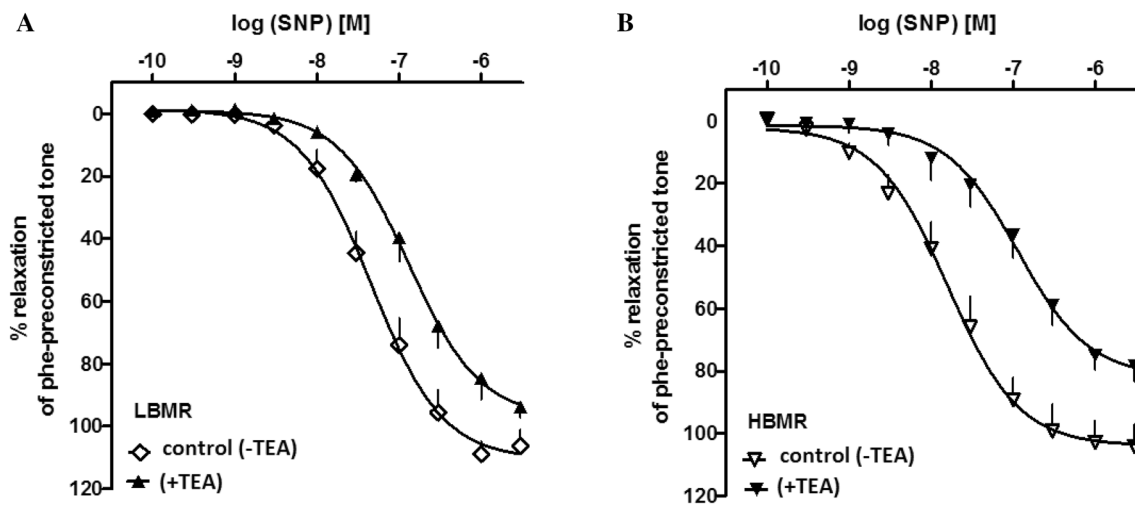 A
log (SNP) [M]
-10 -9 -8 -7 -6
0
20
40
60
80
100
120
% relaxation
of phe-preconstricted tone
LBMR
control (-TEA)
(+TEA)
B
log (SNP) [M]
-10 -9 -8 -7 -6
0
20
40
60
80
100
120
% relaxation
of phe-preconstricted tone
HBMR
control (-TEA)
(+TEA)